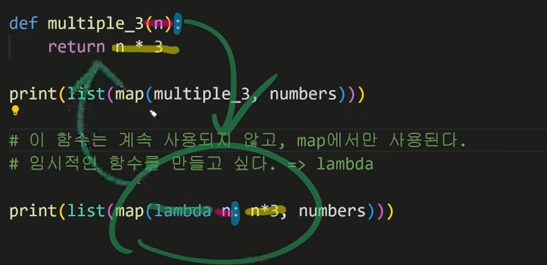 def multiple_3(n):
return n * 3
print(list(map(multiple_3, numbers)))
# 이 함수는 계속 사용되지 않고, map에서만 사용된다.
# 임시적인 함수를 만들고 싶다. => lambda
print(list(map(lambda n: n*3, numbers)))